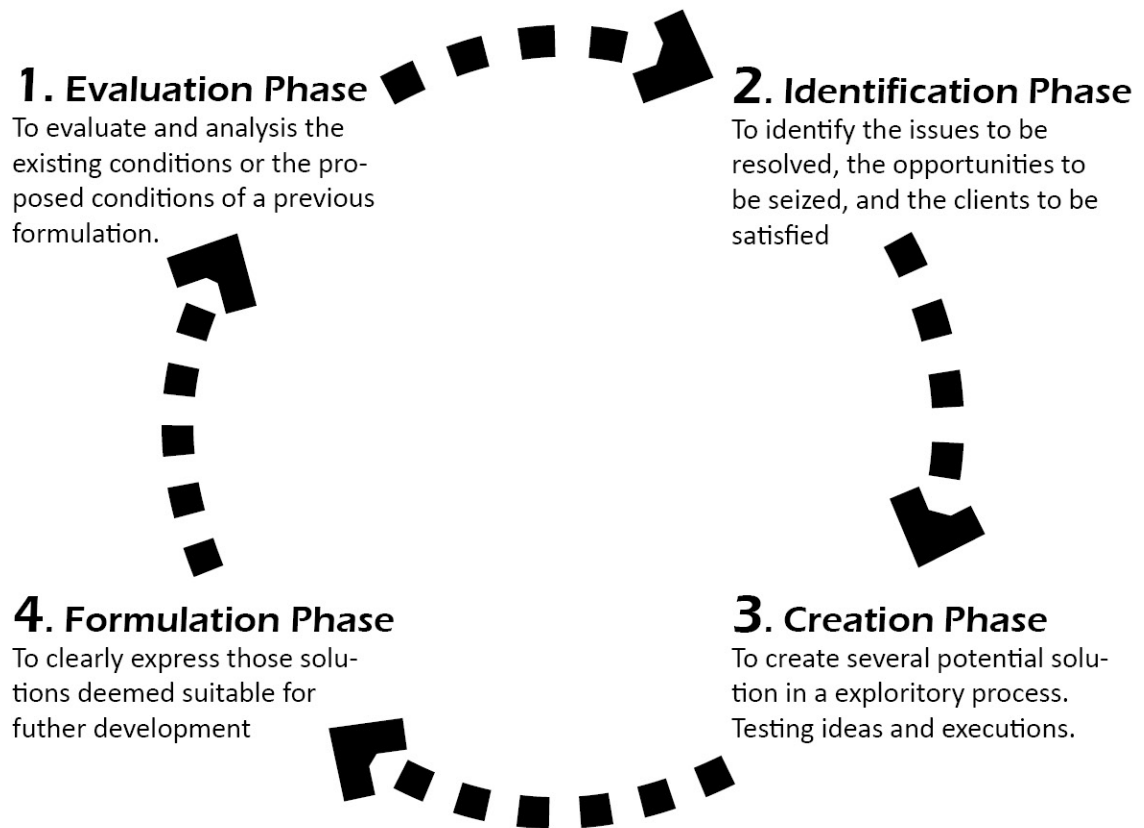 1. Evaluation Phase
To evaluate and analysis the
existing conditions or the pro-
posed conditions of a previous
formulation.
2. Identification Phase
To identify the issues to be
resolved, the opportunities to
be seized, and the clients to be
satisfied
3. Creation Phase
To create several potential solu-
tion in a exploritory process.
Testing ideas and executions.
4. Formulation Phase
To clearly express those solu-
tions deemed suitable for
futher development